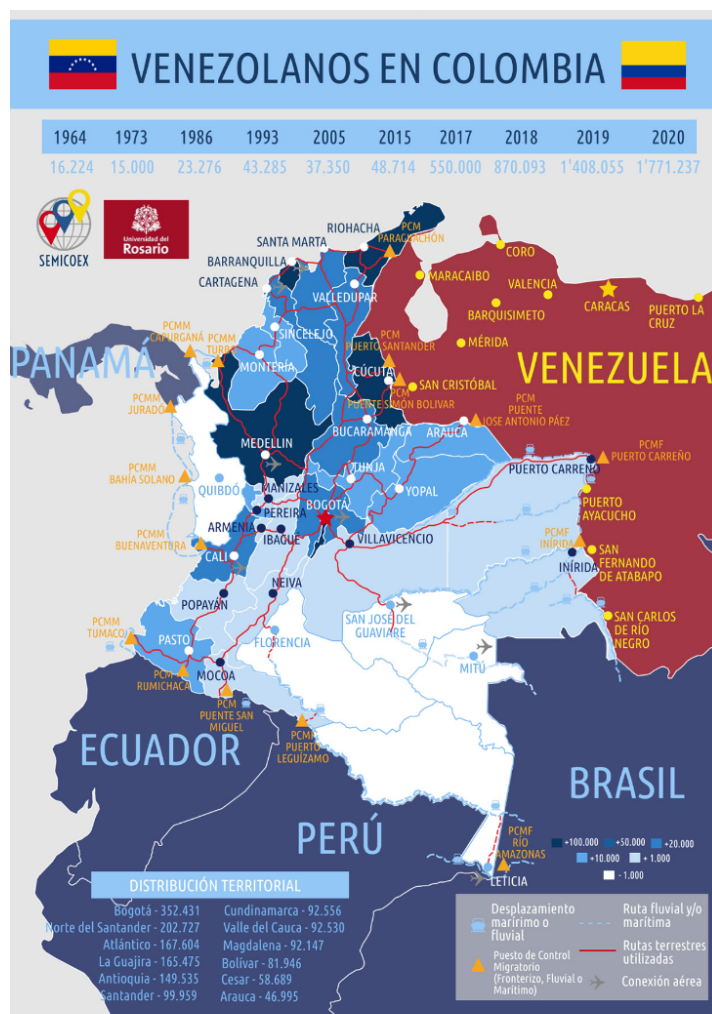 VENEZOLANOS EN COLOMBIA
1964 1973 1986 1993 2005 2015 2017 2018 2019 2020
16.224 15.000 23.276 43.285 37.350 48.714 550.000 870.093 1'408.055 1'771.237
SEMICOEX
Universidad del
Rosario
RIOHACHA
PCM
PARAGUACHÓN
SANTA MARTA
BARRANQUILLA
CARTAGENA
VALLEDUPAR
CORO
MARACAIBO
VALENCIA
CARACAS
BARQUISIMETO
PUERTO LA
CRUZ
MÉRIDA
VENEZUELA
SAN CRISTÓBAL
PANAMÁ
PCMM
CAPURGANÁ
PCMM
TURBO
SINCELEJO
MONTERÍA
PCM
PUERTO SANTANDER
CÚCUTA
PCM
PUENTE SIMÓN BOLIVAR
PCMM
JURADÓ
BUCARAMANGA
ARAUCA
PCM
PUENTE
JOSE ANTONIO PÁEZ
MEDELLIN
PCMM
BAHÍA SOLANO
QUIBDÓ
MANIZALES
TUNJA
YOPAL
PUERTO CARREÑO
PCMF
PUERTO CARREÑO
PEREIRA
BOGOTÁ
PUERTO
AYACUCHO
ARMENIA
IBAGUÉ
VILLAVICENCIO
PCMM
BUENAVENTURA
CALI
PCMF
INÍRIDA
INÍRIDA
SAN
FERNANDO
DE ATABAPO
POPAYÁN
NEIVA
SAN JOSÉ DEL
GUAVIARE
SAN CARLOS
DE RÍO
NEGRO
PCMM
TUMACO
PASTO
FLORENCIA
MITÚ
MOCOA
PCM
RUMICHACA
PCM
PUENTE SAN
MIGUEL
PCMF
PUERTO
LEGUÍZAMO
ECUADOR
BRASIL
PERÚ
PCMF
RÍO
AMAZONAS
LETICIA
+100.000 +50.000 +20.000
+10.000 + 1.000
- 1.000
DISTRIBUCIÓN TERRITORIAL
Bogotá - 352.431 Cundinamarca - 92.556
Norte del Santander - 202.727 Valle del Cauca - 92.530
Atlántico - 167.604 Magdalena - 92.147
La Guajira - 165.475 Bolívar - 81.946
Antioquia - 149.535 Cesar - 58.689
Santander - 99.959 Arauca - 46.995
Desplazamiento
marírimo o
fluvial
Ruta fluvial y/o
marítima
Puesto de Control
Migratorio
(Fronterizo, Fluvial o
Marítimo)
Rutas terrestres
utilizadas
Conexión aérea